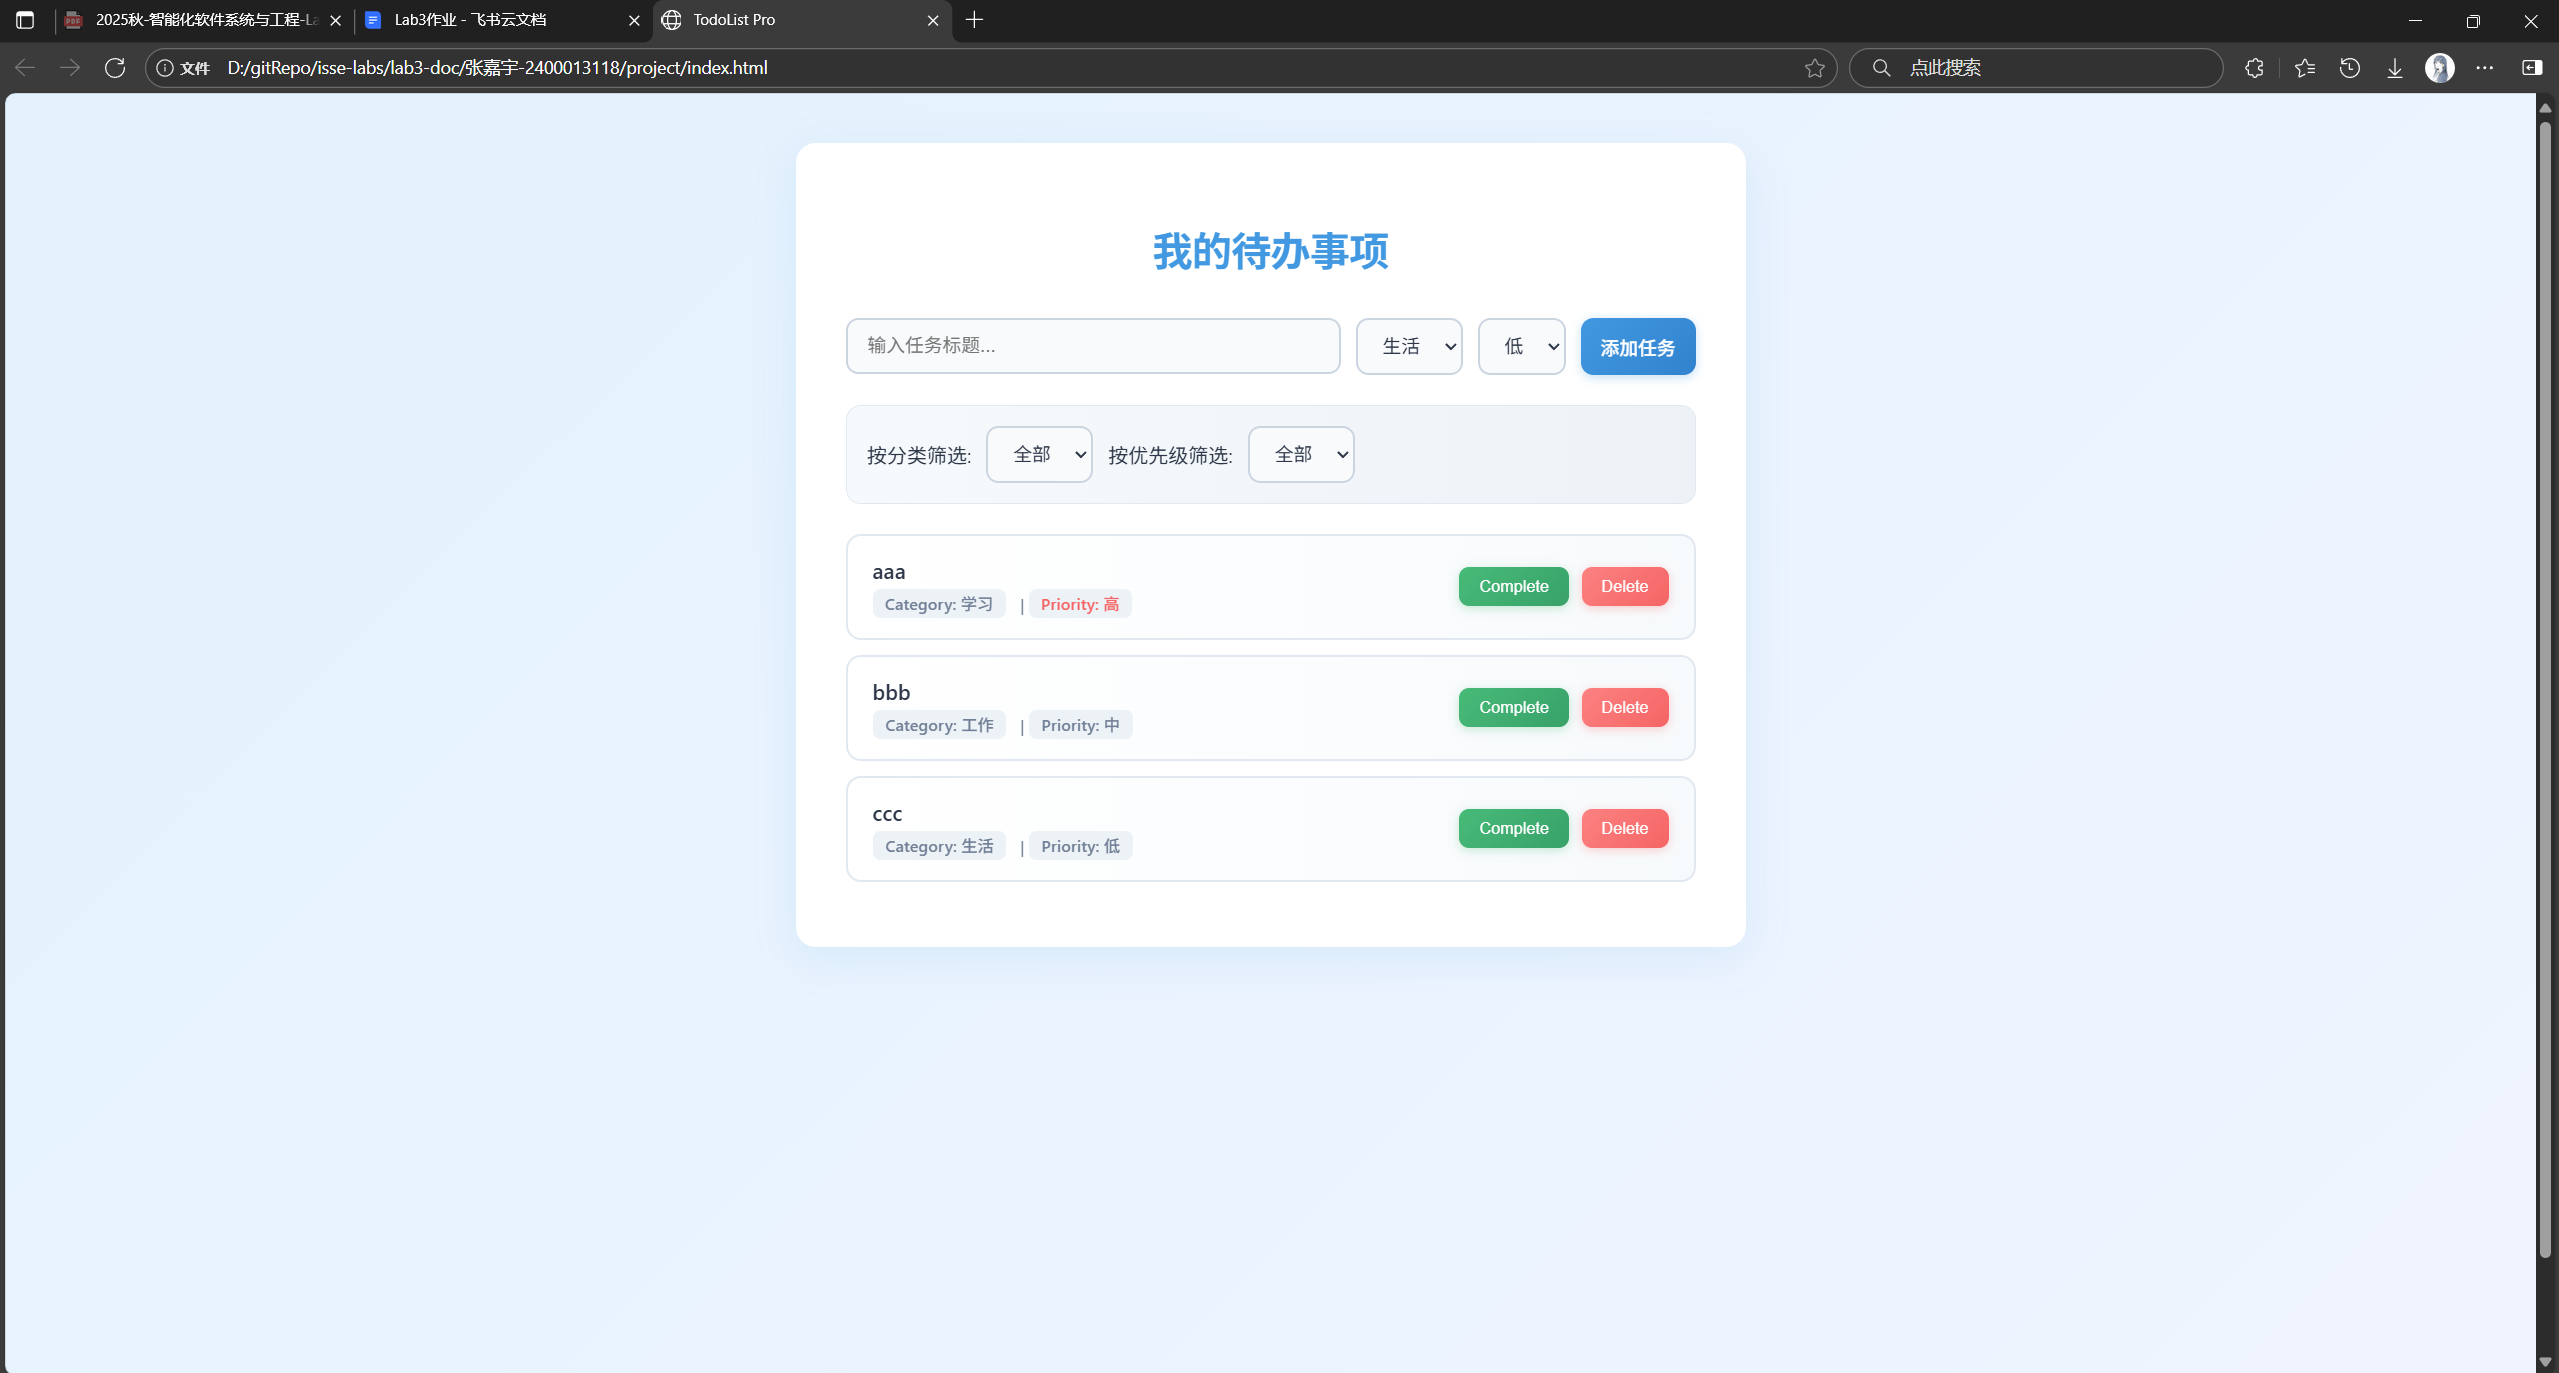 2025秋-智能化软件系统与工程-La
Lab3作业 - 飞书云文档
TodoList Pro
文件
D:/gitRepo/isse-labs/lab3-doc/张嘉宇-2400013118/project/index.html
点此搜索
我的待办事项
输入任务标题...
生活
低
添加任务
按分类筛选:
全部
按优先级筛选:
全部
aaa
Category: 学习 | Priority: 高
Complete
Delete
bbb
Category: 工作 | Priority: 中
Complete
Delete
ccc
Category: 生活 | Priority: 低
Complete
Delete